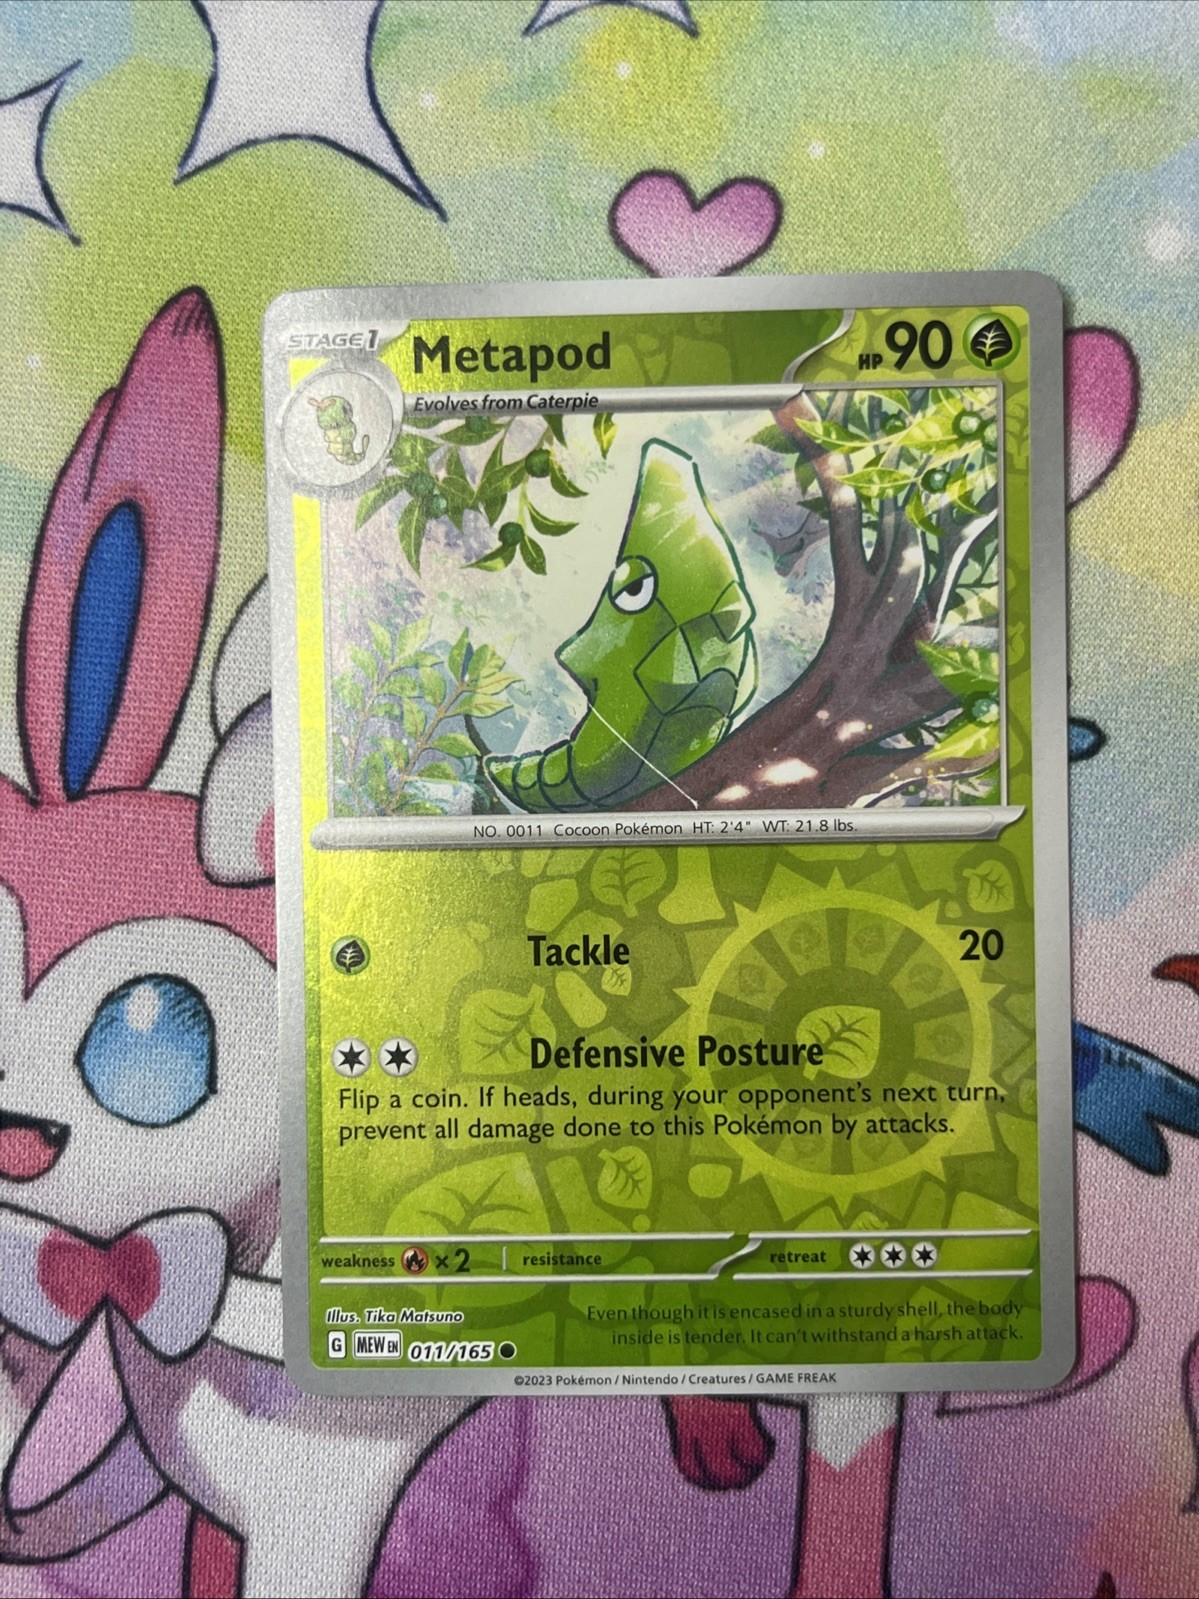 STAGE1
Metapod
HP 90
Evolves from Caterpie
NO. 0011 Cocoon Pokémon HT: 2'4" WT: 21.8 lbs.
Tackle 20
Defensive Posture
Flip a coin. If heads, during your opponent's next turn,
prevent all damage done to this Pokémon by attacks.
weakness ×2 resistance retreat
Illus. Tika Matsuno
G MEW EN 011/165
Even though it is encased in a sturdy shell, the body
inside is tender. It can't withstand a harsh attack.
©2023 Pokémon / Nintendo / Creatures / GAME FREAK